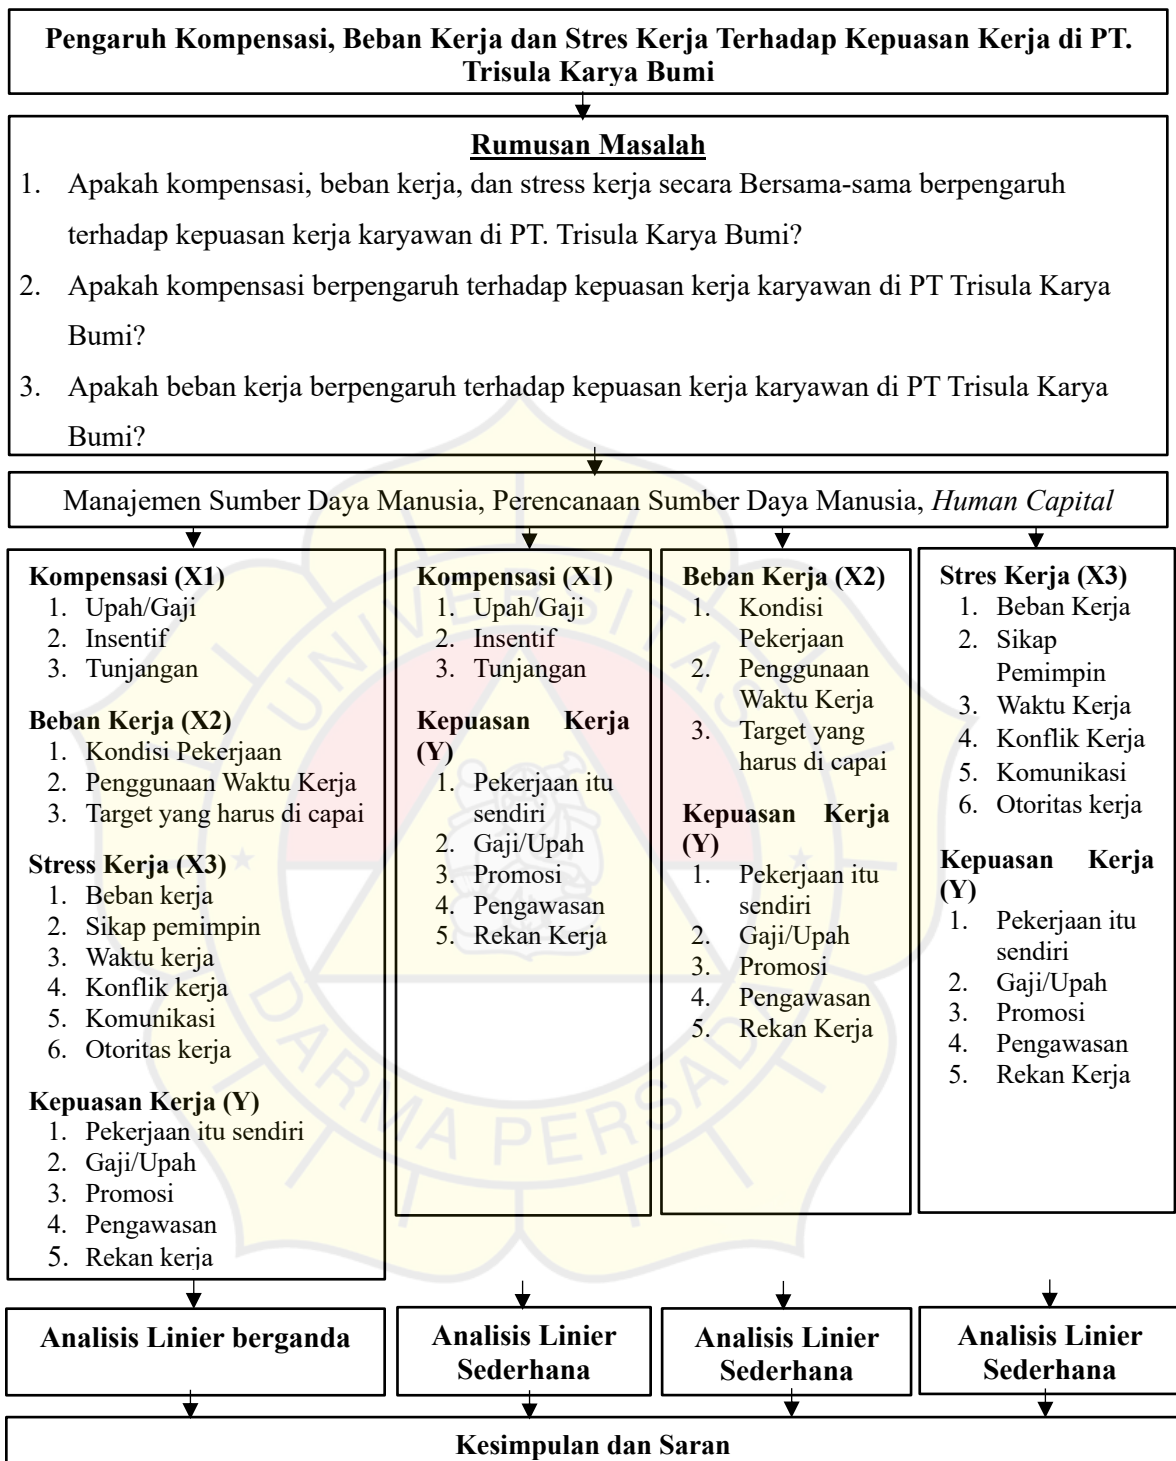 Pengaruh Kompensasi, Beban Kerja dan Stres Kerja Terhadap Kepuasan Kerja di PT.
Trisula Karya Bumi
Rumusan Masalah
1. Apakah kompensasi, beban kerja, dan stress kerja secara Bersama-sama berpengaruh
terhadap kepuasan kerja karyawan di PT. Trisula Karya Bumi?
2. Apakah kompensasi berpengaruh terhadap kepuasan kerja karyawan di PT Trisula Karya
Bumi?
3. Apakah beban kerja berpengaruh terhadap kepuasan kerja karyawan di PT Trisula Karya
Bumi?
Manajemen Sumber Daya Manusia, Perencanaan Sumber Daya Manusia, Human Capital
Kompensasi (X1)
1. Upah/Gaji
2. Insentif
3. Tunjangan
Beban Kerja (X2)
1. Kondisi Pekerjaan
2. Penggunaan Waktu Kerja
3. Target yang harus di capai
Stress Kerja (X3)
1. Beban kerja
2. Sikap pemimpin
3. Waktu kerja
4. Konflik kerja
5. Komunikasi
6. Otoritas kerja
Kepuasan Kerja (Y)
1. Pekerjaan itu sendiri
2. Gaji/Upah
3. Promosi
4. Pengawasan
5. Rekan kerja
Kompensasi (X1)
1. Upah/Gaji
2. Insentif
3. Tunjangan
Kepuasan Kerja
(Y)
1. Pekerjaan itu
sendiri
2. Gaji/Upah
3. Promosi
4. Pengawasan
5. Rekan Kerja
Beban Kerja (X2)
1. Kondisi
Pekerjaan
2. Penggunaan
Waktu Kerja
3. Target yang
harus di capai
Kepuasan Kerja
(Y)
1. Pekerjaan itu
sendiri
2. Gaji/Upah
3. Promosi
4. Pengawasan
5. Rekan Kerja
Stres Kerja (X3)
1. Beban Kerja
2. Sikap
Pemimpin
3. Waktu Kerja
4. Konflik Kerja
5. Komunikasi
6. Otoritas kerja
Kepuasan Kerja
(Y)
1. Pekerjaan itu
sendiri
2. Gaji/Upah
3. Promosi
4. Pengawasan
5. Rekan Kerja
Analisis Linier berganda
Analisis Linier
Sederhana
Analisis Linier
Sederhana
Analisis Linier
Sederhana
Kesimpulan dan Saran
UNIVERSITAS
DARMA PERSADA